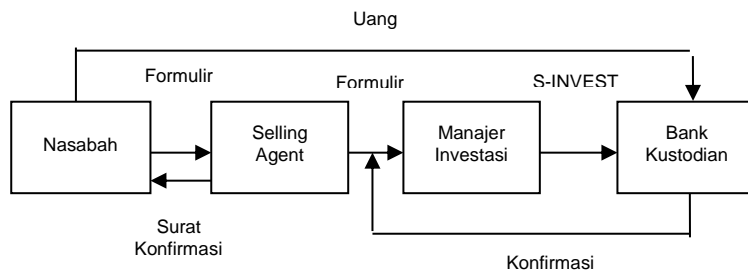 Uang
Formulir
Formulir
S-INVEST
Nasabah
Selling
Agent
Manajer
Investasi
Bank
Kustodian
Surat
Konfirmasi
Konfirmasi